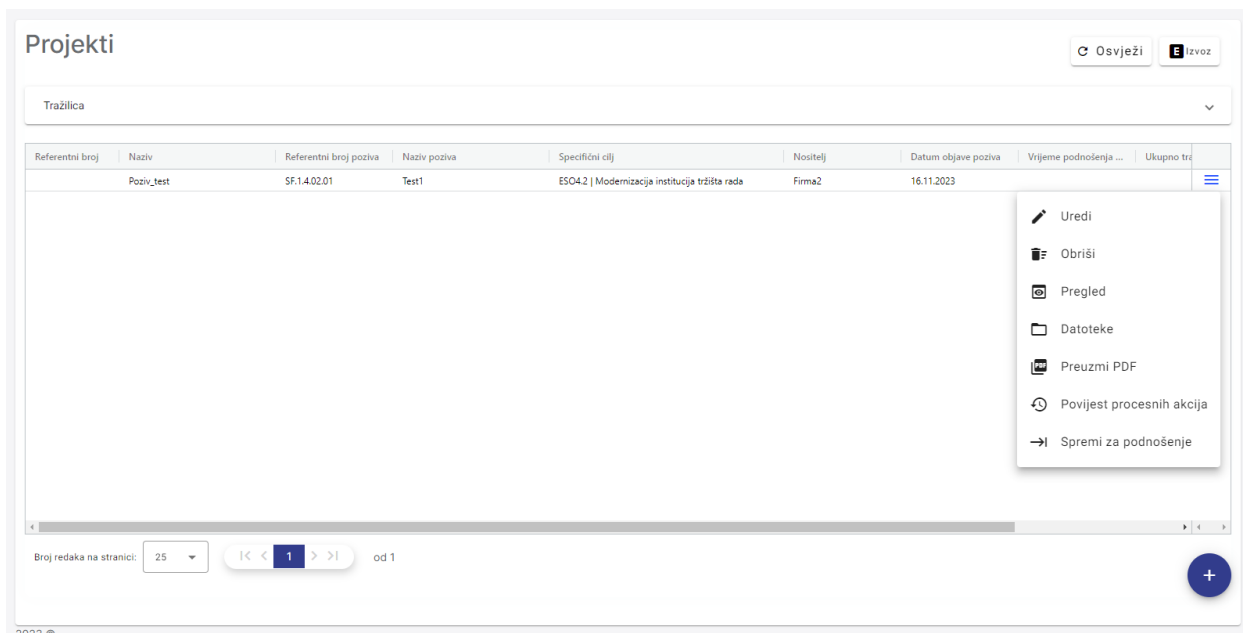 Projekti
Osvježi
E Izvoz
Tražilica
Referentni broj Naziv Referentni broj poziva Naziv poziva Specifični cilj Nositelj Datum objave poziva Vrijeme podnošenja ... Ukupno tra
Poziv_test SF.1.4.02.01 Test1 ESO4.2 | Modernizacija institucija tržišta rada Firma2 16.11.2023
Uredi
Obriši
Pregled
Datoteke
PDF Preuzmi PDF
Povijest procesnih akcija
Spremi za podnošenje
Broj redaka na stranici: 25 1 od 1
+